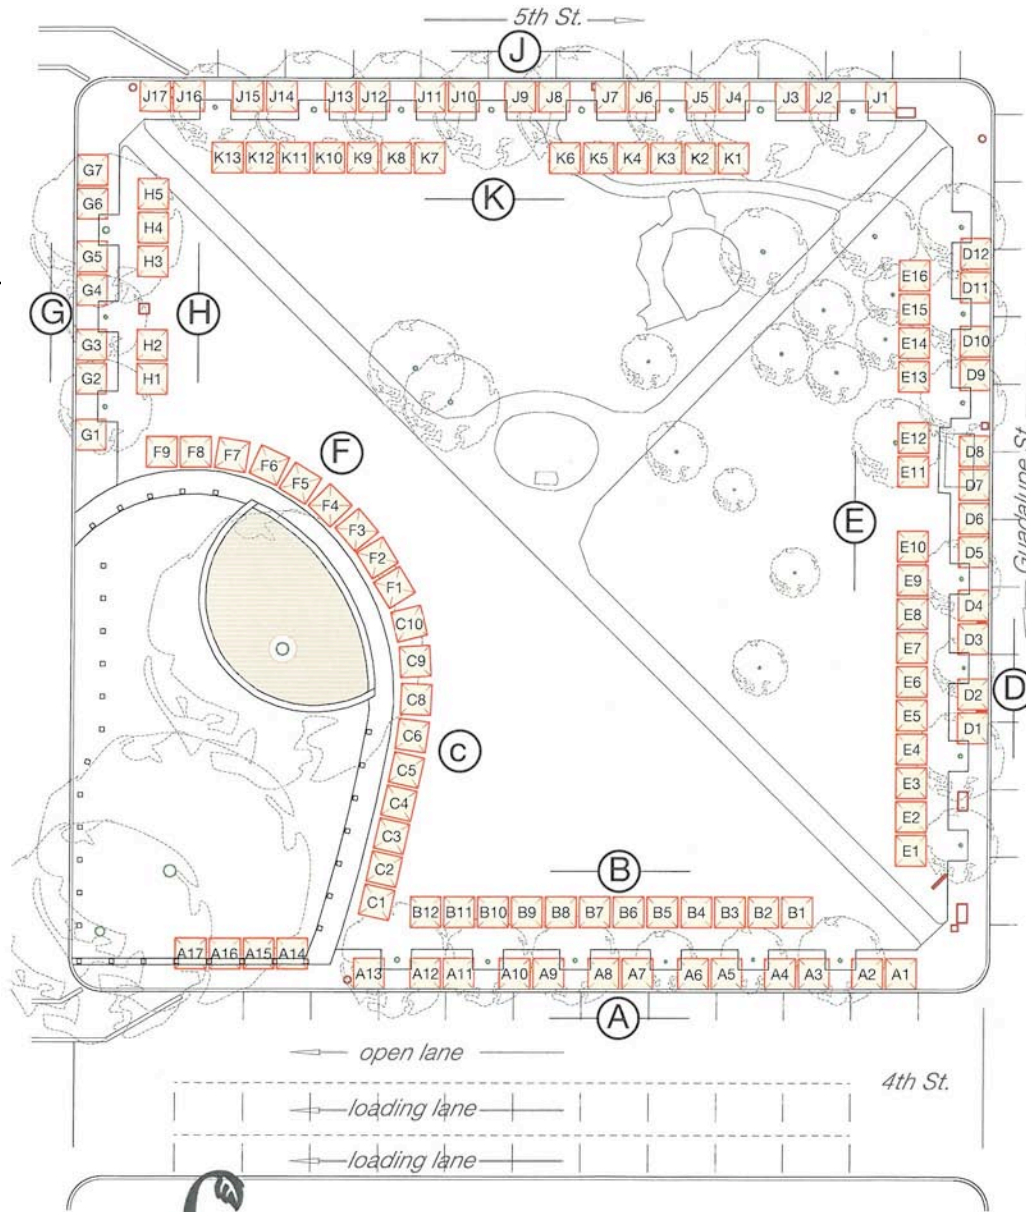 5th St.
J
J17 J16 J15 J14 J13 J12 J11 J10 J9 J8 J7 J6 J5 J4 J3 J2 J1
K13 K12 K11 K10 K9 K8 K7 K6 K5 K4 K3 K2 K1
K
G7
G6
G5
G4
G3
G2
G1
G
H5
H4
H3
H2
H1
H
D12
D11
D10
D9
D8
D7
D6
D5
D4
D3
D2
D1
D
Guadalupe St.
E16
E15
E14
E13
E12
E11
E10
E9
E8
E7
E6
E5
E4
E3
E2
E1
E
F9 F8 F7 F6 F5 F4 F3 F2 F1
F
C10
C9
C8
C6
C5
C4
C3
C2
C1
c
B
B12 B11 B10 B9 B8 B7 B6 B5 B4 B3 B2 B1
A17 A16 A15 A14
A13 A12 A11 A10 A9 A8 A7 A6 A5 A4 A3 A2 A1
A
open lane
4th St.
loading lane
loading lane